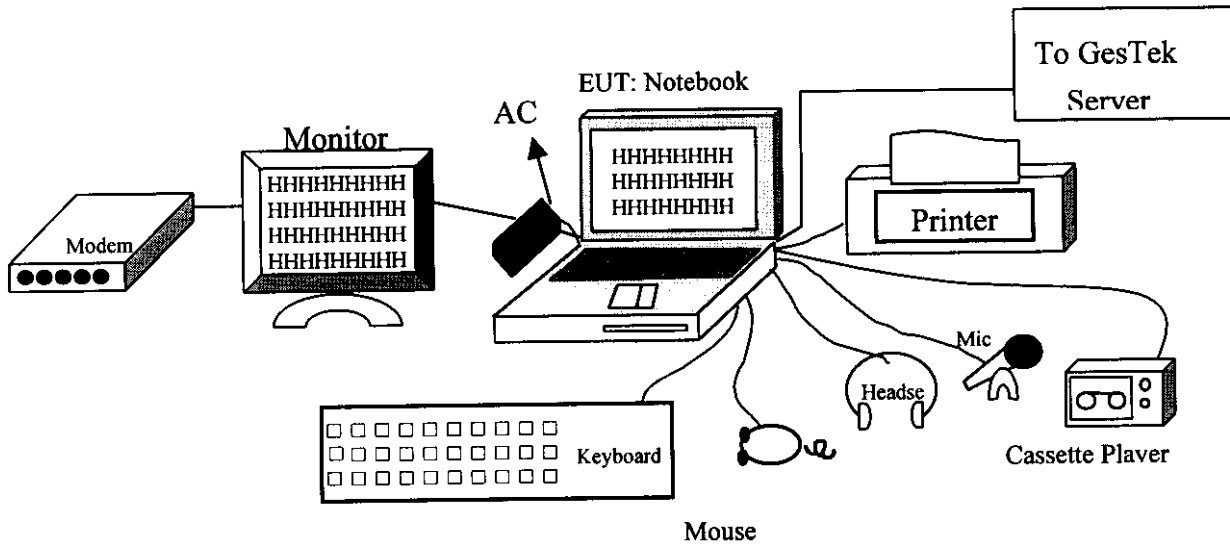 To GesTek
Server
EUT: Notebook
AC
Monitor
HHHHHHHHH
HHHHHHHHH
HHHHHHHHH
HHHHHHHHH
HHHHHHHH
HHHHHHHH
HHHHHHHH
Printer
Modem
Mic
Headse
Keyboard
Cassette Plaver
Mouse